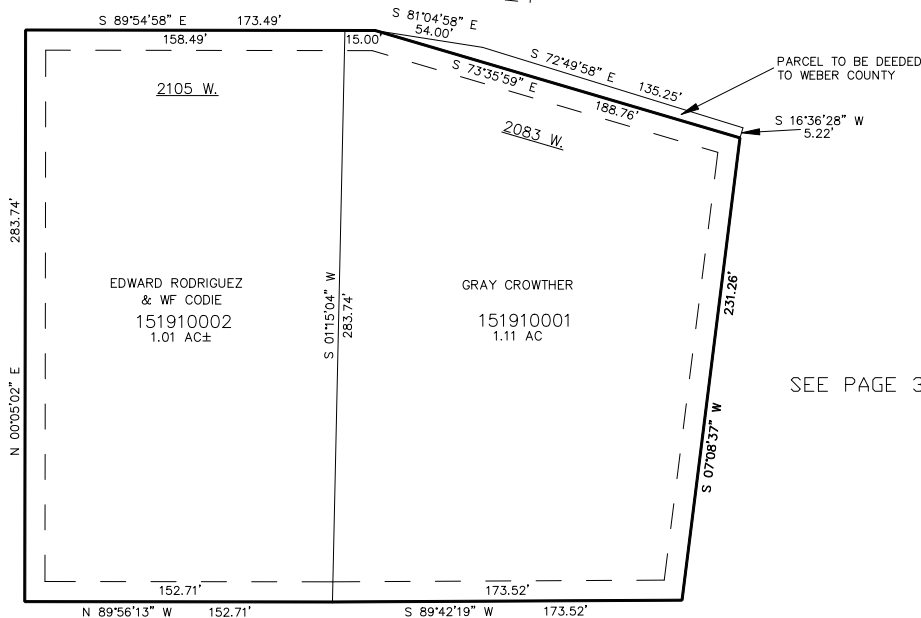 S 89°54'58" E 173.49'
158.49' 15.00'
S 81°04'58" E
54.00'
S 72°49'58" E
135.25'
PARCEL TO BE DEEDED
TO WEBER COUNTY
S 16°36'28" W
5.22'
S 73°35'59" E
188.76'
2105 W.
2083 W.
283.74'
N 00°05'02" E
EDWARD RODRIGUEZ
& WF CODIE
151910002
1.01 AC±
S 01°15'04" W
283.74'
GRAY CROWTHER
151910001
1.11 AC
231.26'
S 07°08'37" W
SEE PAGE 3
152.71' 173.52'
N 89°56'13" W 152.71' S 89°42'19" W 173.52'